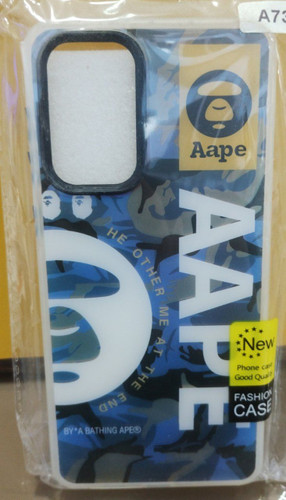 A73
Aape
AAPE
HE OTHER ME AT THE END
BY*A BATHING APE®
New
Phone case
Good Quality
FASHION
CASE